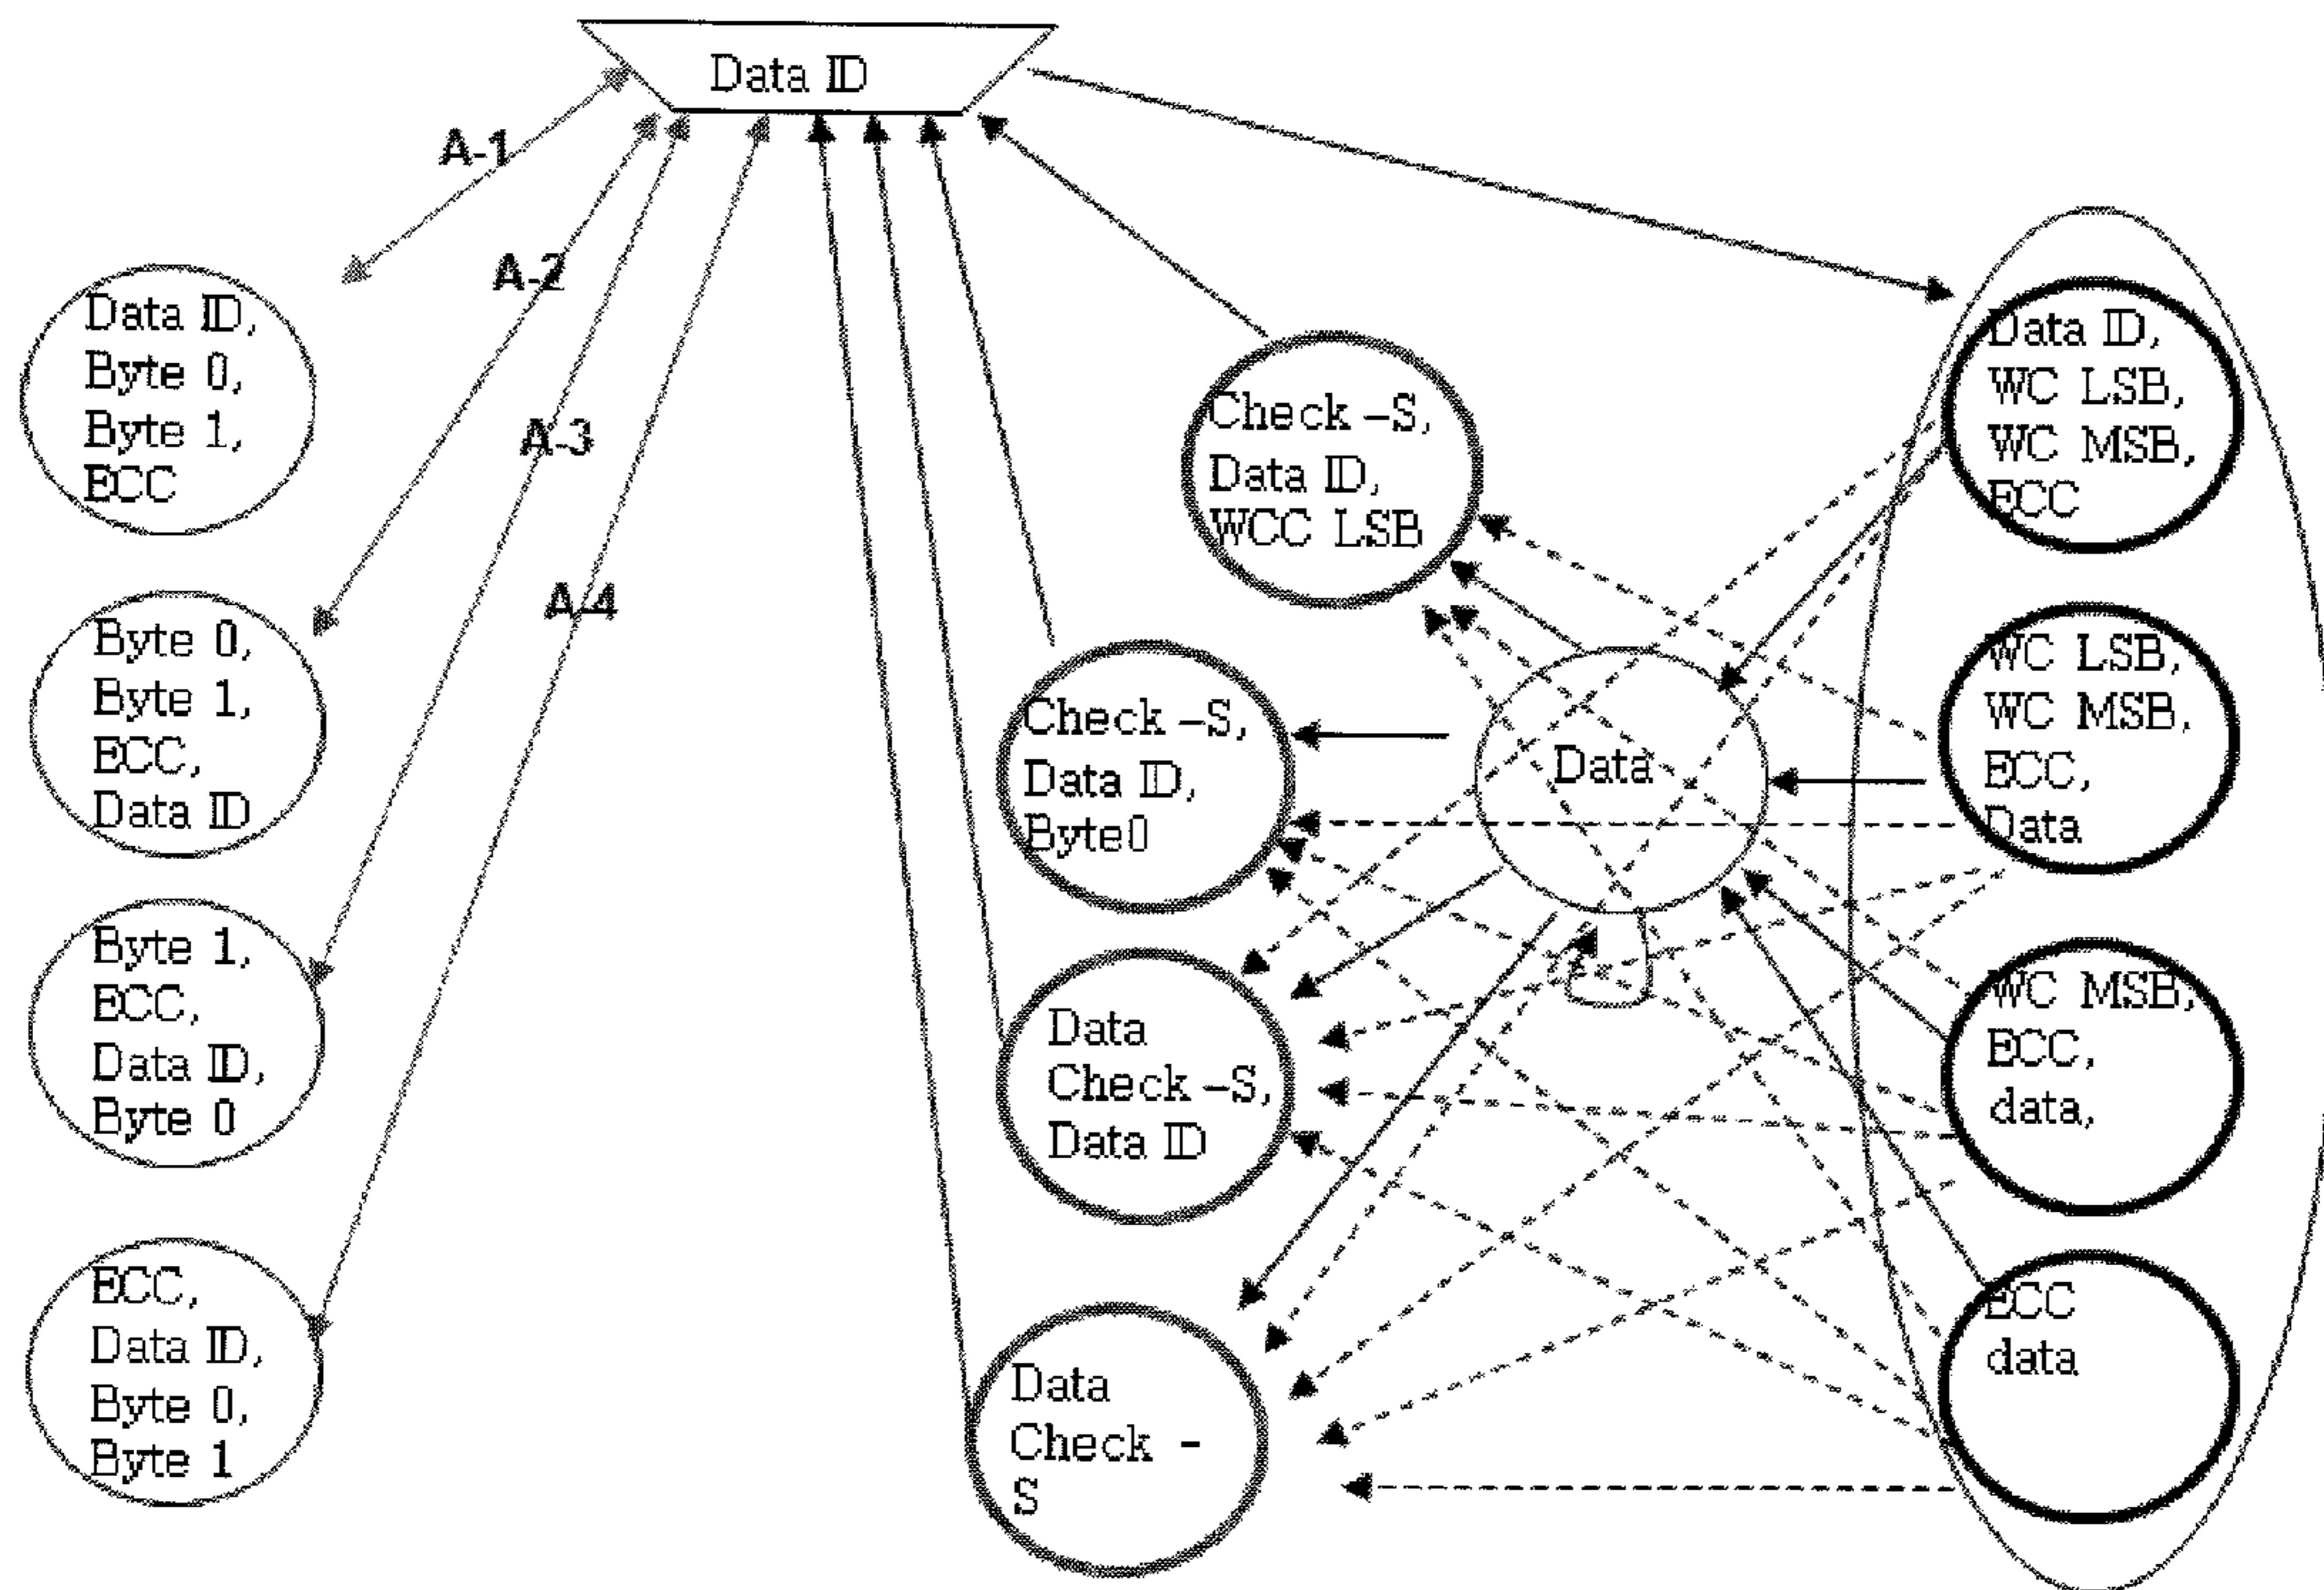 Data ID
A-1
A-2
A-3
A-4
Data ID,
Byte 0,
Byte 1,
ECC
Byte 0,
Byte 1,
ECC,
Data ID
Byte 1,
ECC,
Data ID,
Byte 0
ECC,
Data ID,
Byte 0,
Byte 1
Check –S,
Data ID,
WCC LSB
Check –S,
Data ID,
Byte0
Data
Check –S,
Data ID
Data
Check -
S
Data
Data ID,
WC LSB,
WC MSB,
ECC
WC LSB,
WC MSB,
ECC,
Data
WC MSB,
ECC,
data,
ECC
data